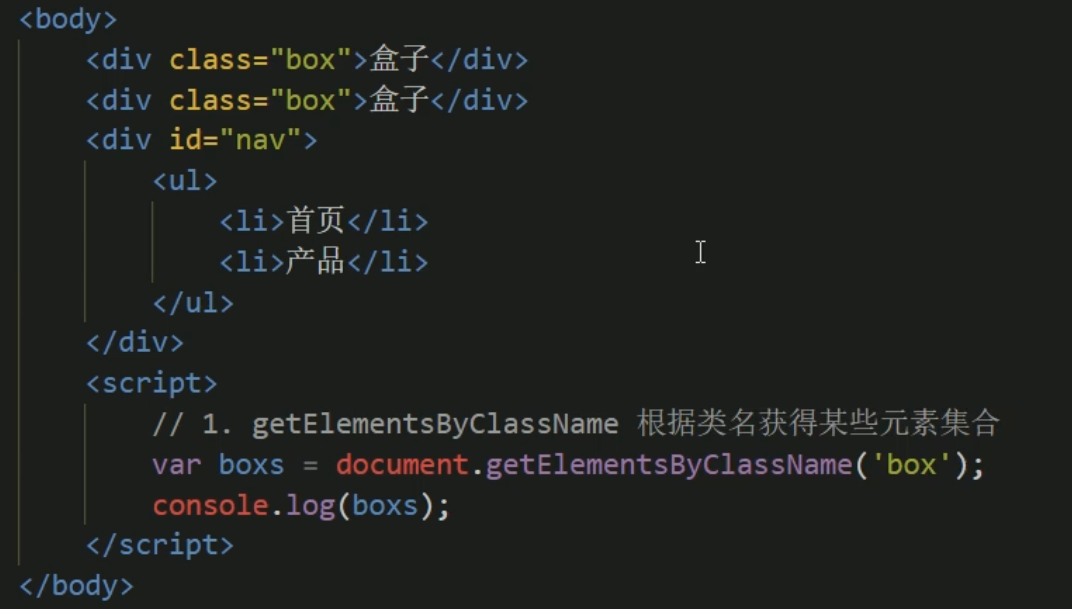 <body>
<div class="box">盒子</div>
<div class="box">盒子</div>
<div id="nav">
<ul>
<li>首页</li>
<li>产品</li>
</ul>
</div>
<script>
// 1. getElementsByClassName 根据类名获得某些元素集合
var boxs = document.getElementsByClassName('box');
console.log(boxs);
</script>
</body>